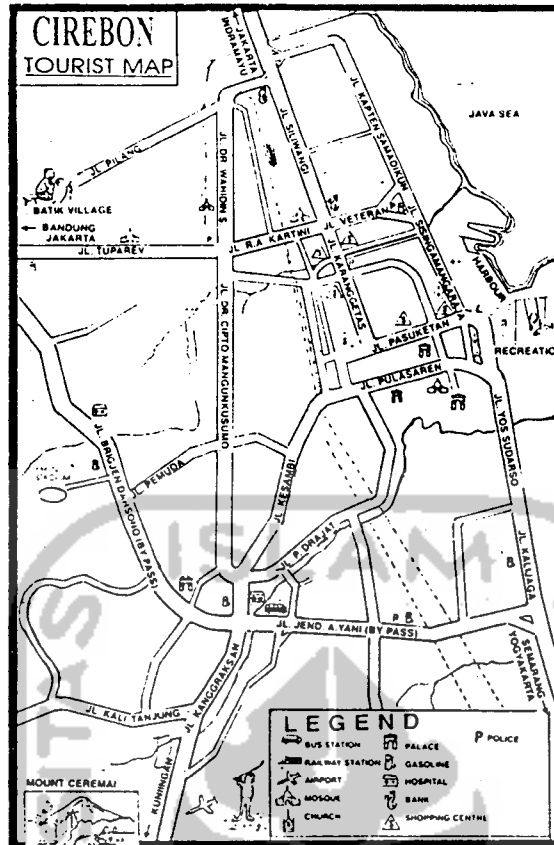 CIREBON
TOURIST MAP
JAKARTA
INDRAMAYU
JL KAPTEN SAMADIKUN
JAVA SEA
JL SILIWANGI
JL PILANG
JL DR WAHIDIN S
BATIK VILLAGE
BANDUNG
JAKARTA
JL. TUPAREV
P
JL R.A KARTINI
JL VETERAN
P
JL SISINGAMANGARA
HARBOUR
JL KARANGGETAS
JL PASUKETAN
RECREATION
JL PULASAREN
JL DR CIPTO MANGUNKUSUMO
JL YOS SUDARSO
JL BRIGJEN DARSONO (BY PASS)
JL PEMUDA
JL KESAMBI
JL P. DRAJAT
JL KALIJAGA
P
JL JEND. A. YANI (BY PASS)
SEMARANG
YOGYAKARTA
JL KANGGRAKSAN
JL KALI TANJUNG
KUNINGAN
MOUNT CEREMAI
LEGEND
BUS STATION
PALACE
P POLICE
RAILWAY STATION
GASOLINE
AIRPORT
HOSPITAL
MOSQUE
BANK
CHURCH
SHOPPING CENTRE
SITAS ISLAM